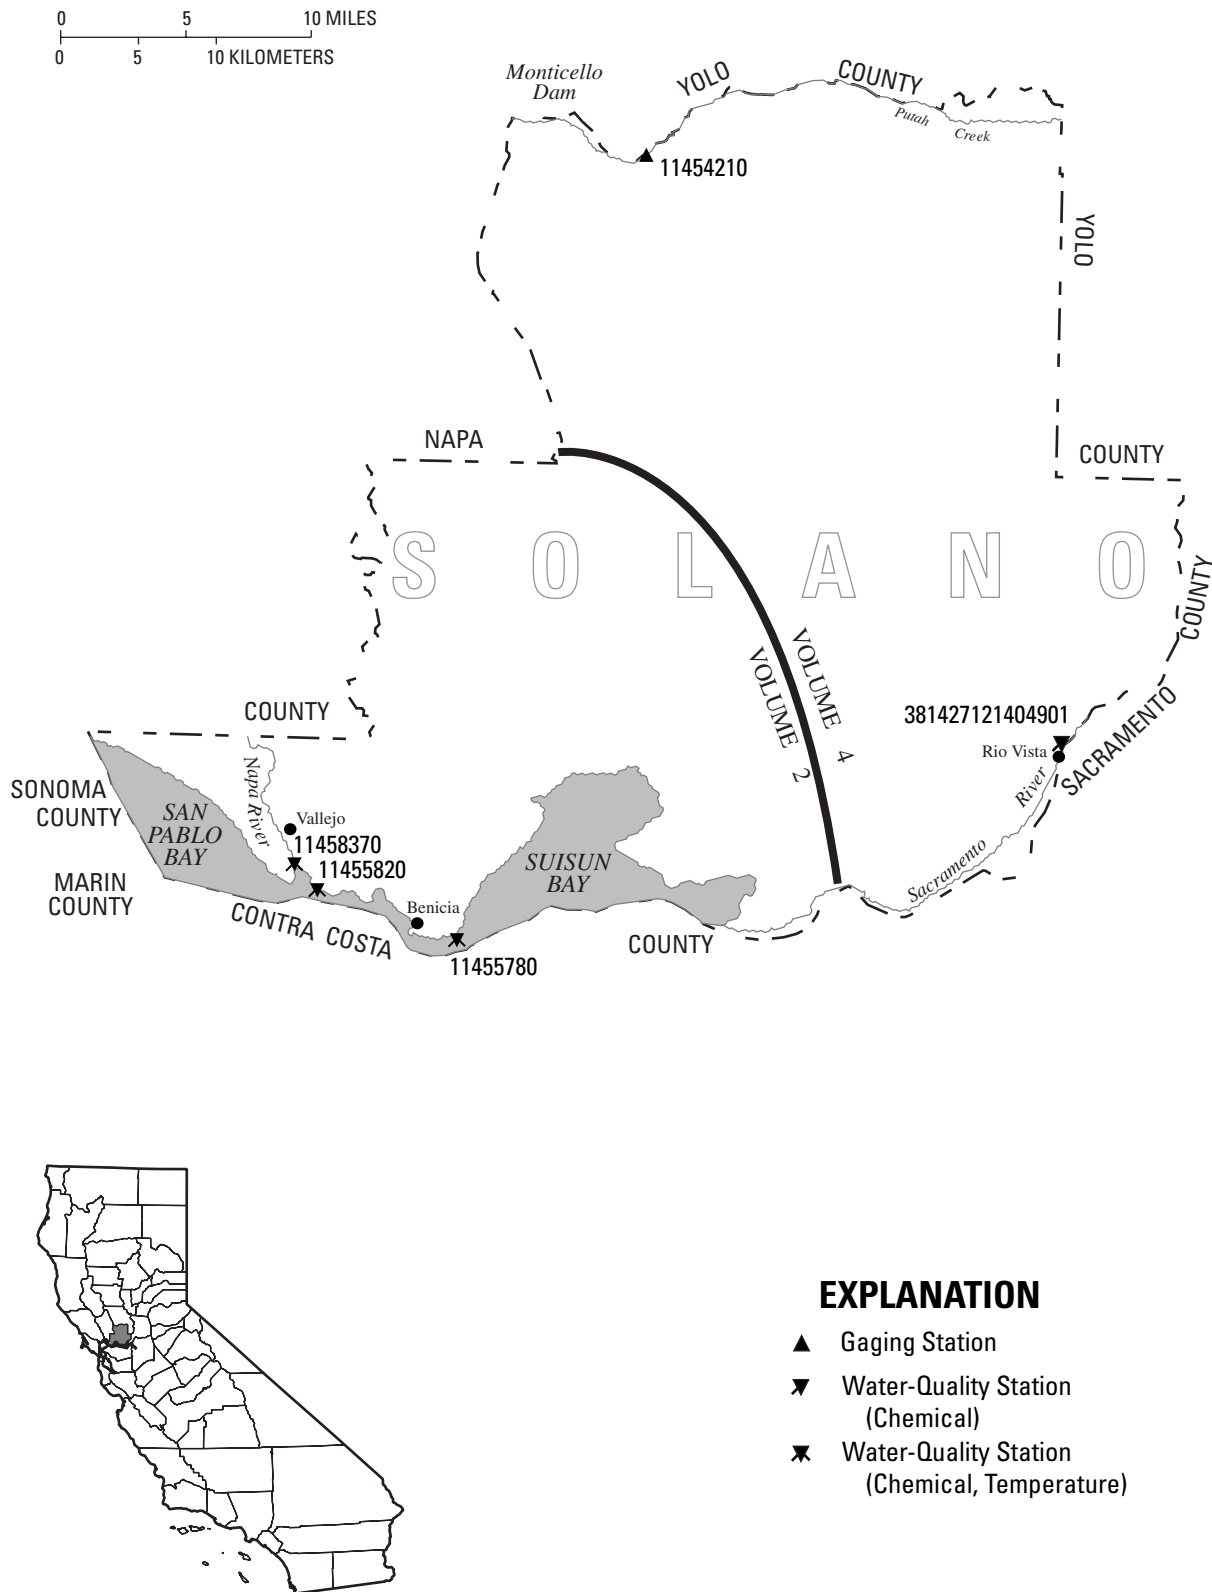 0 5 10 MILES
0 5 10 KILOMETERS
Monticello
Dam
YOLO
COUNTY
Putah
Creek
11454210
YOLO
NAPA
COUNTY
SOLANO
COUNTY
VOLUME 4
VOLUME 2
381427121404901
Rio Vista
River
SACRAMENTO
COUNTY
SONOMA
COUNTY
SAN
PABLO
BAY
Napa River
Vallejo
11458370
11455820
SUISUN
BAY
Sacramento
MARIN
COUNTY
CONTRA COSTA
Benicia
COUNTY
11455780
EXPLANATION
Gaging Station
Water-Quality Station
(Chemical)
Water-Quality Station
(Chemical, Temperature)